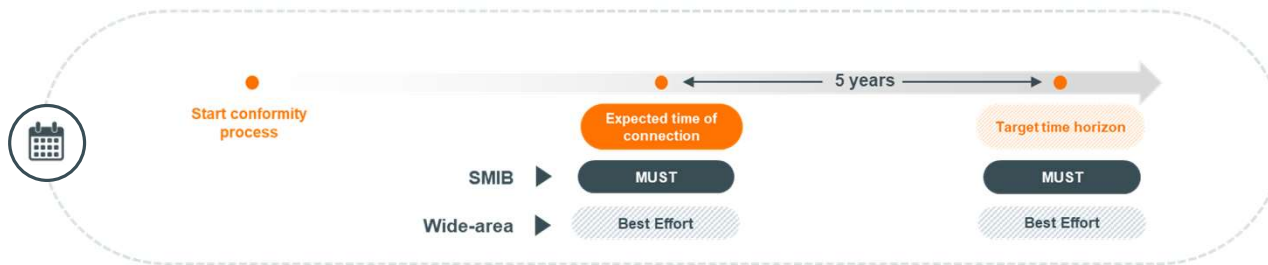 5 years
Start conformity
process
Expected time of
connection
Target time horizon
SMIB
MUST
MUST
Wide-area
Best Effort
Best Effort